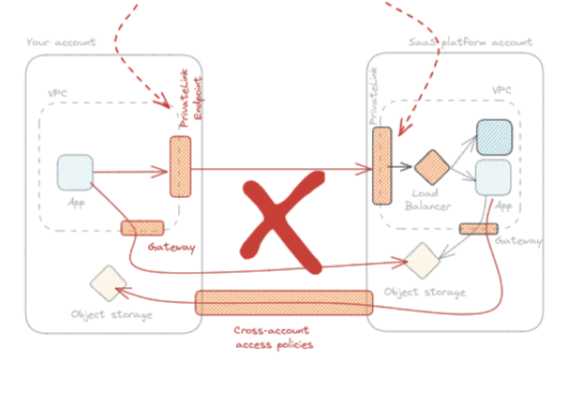 Your account
SaaS platform account
VPC
PrivateLink
Endpoint
PrivateLink
VPC
App
Load
Balancer
App
Gateway
Gateway
Object storage
Object storage
Cross-account
access policies